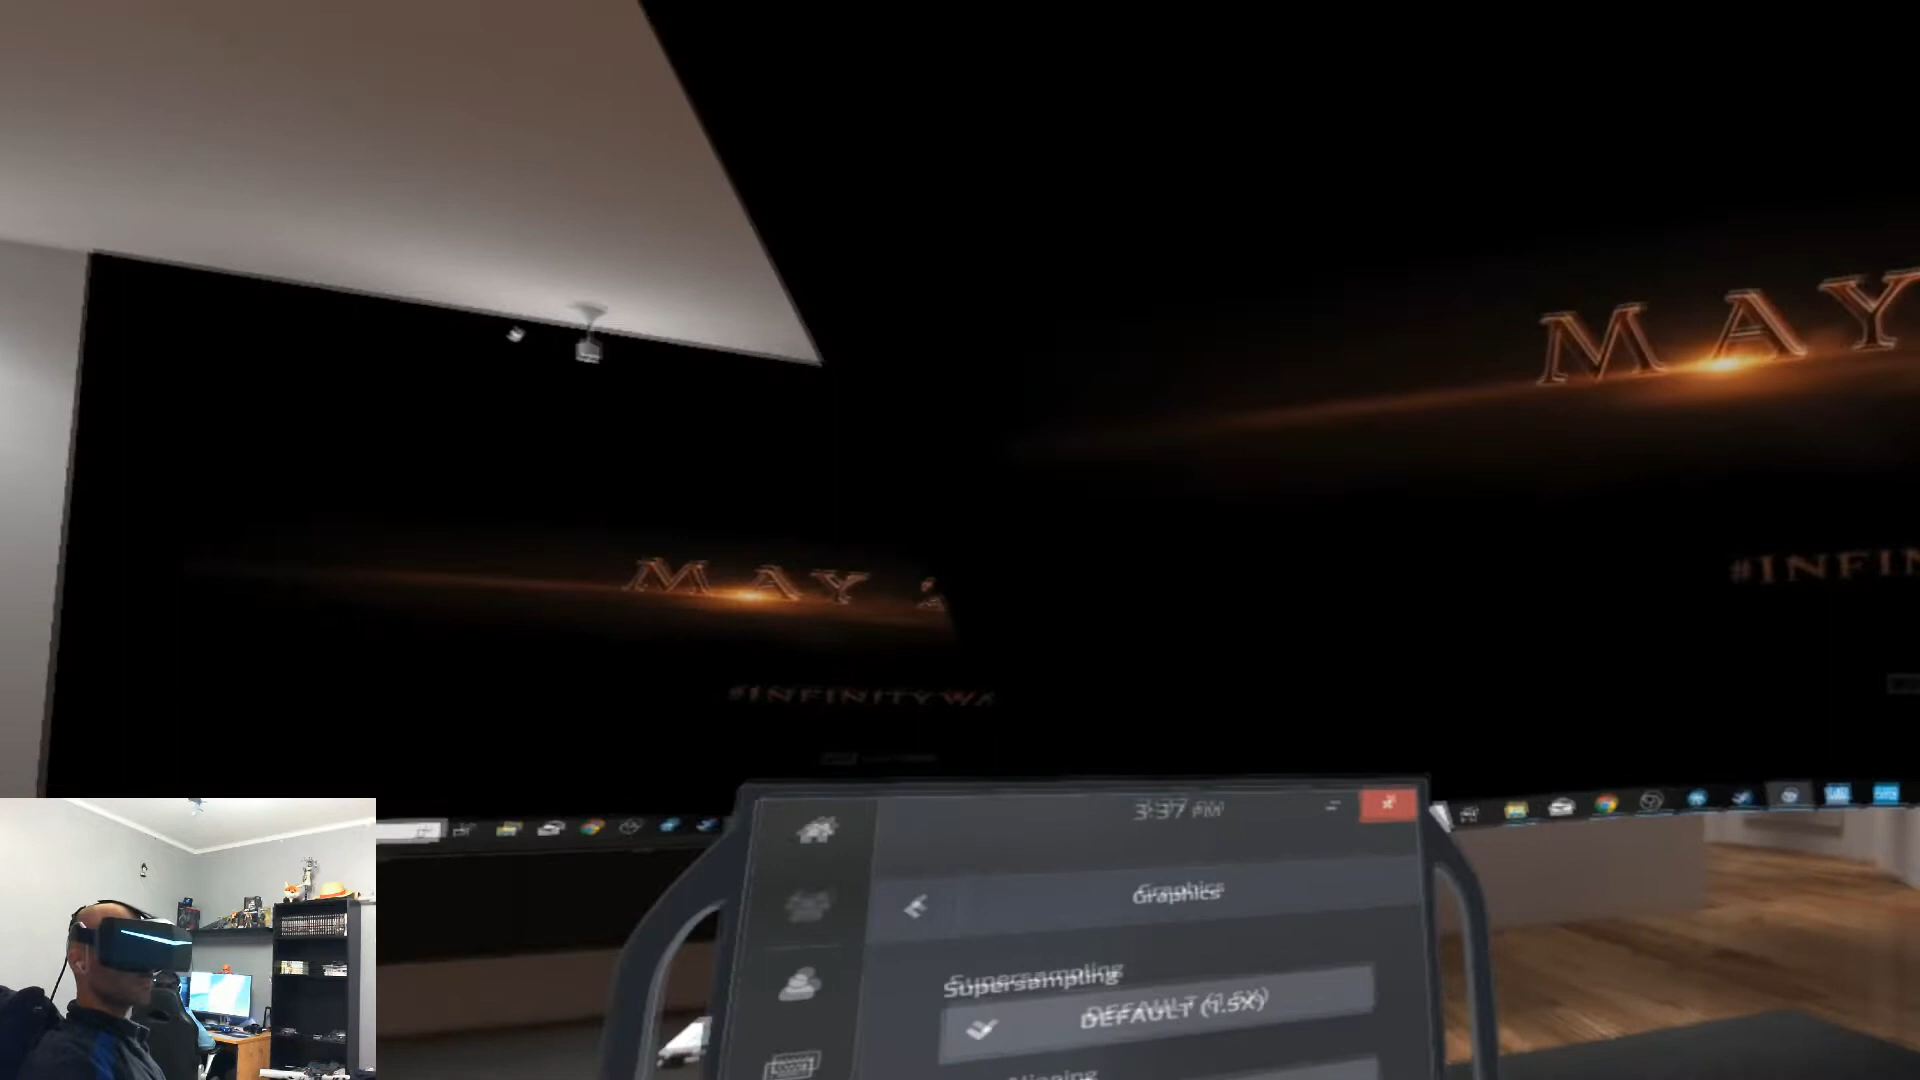 MAY
#INFIN
MAY
#INFINITYWA
3:37 PM
Graphics
Supersampling
DEFAULT (1.5X)